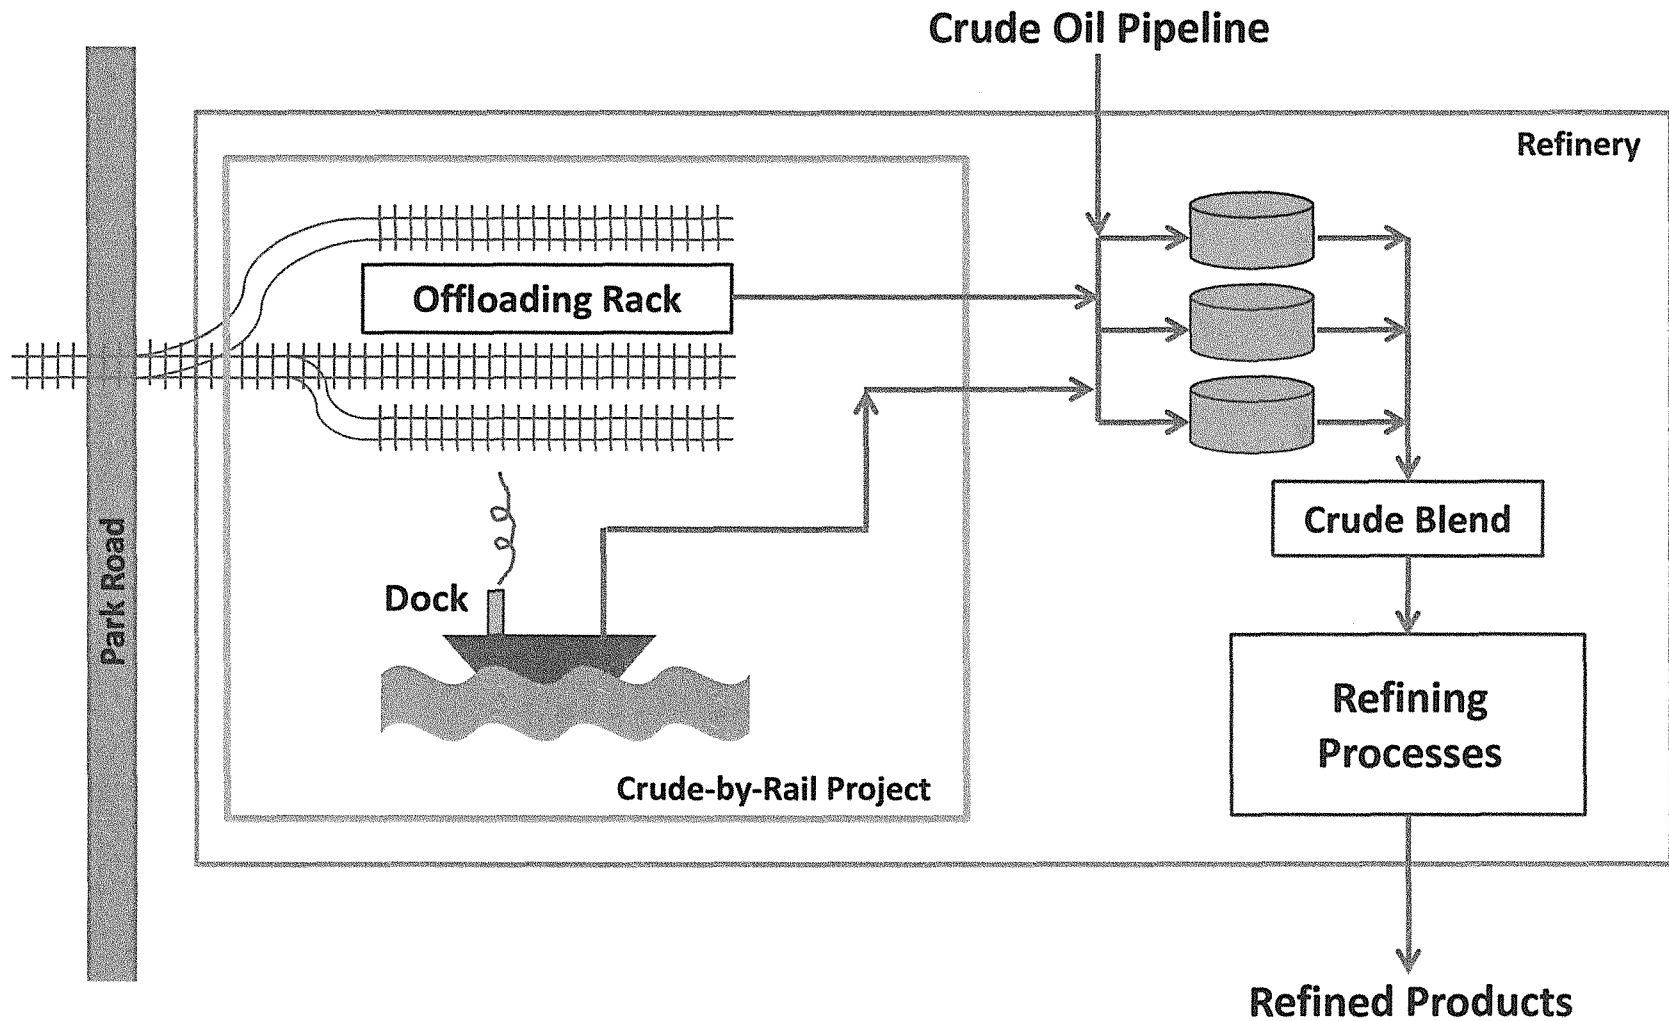 Crude Oil Pipeline
Refinery
Offloading Rack
Park Road
Crude Blend
Dock
Refining
Processes
Crude-by-Rail Project
Refined Products